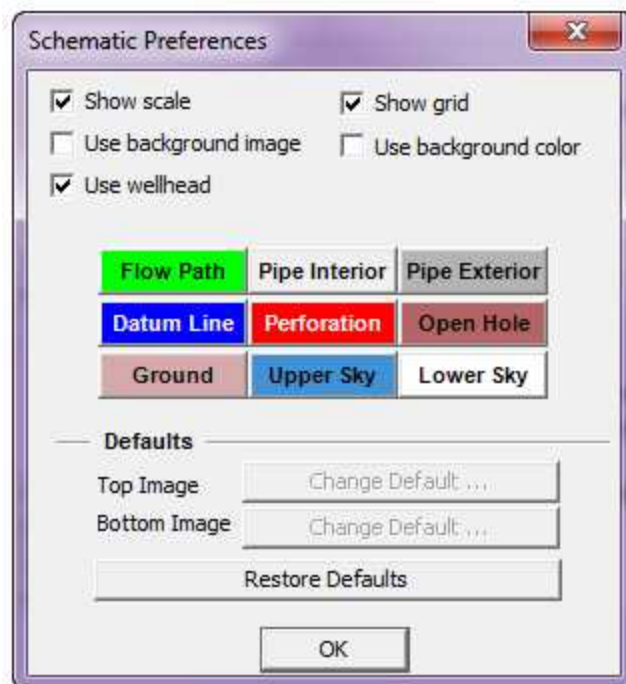 Schematic Preferences
Show scale Show grid
Use background image Use background color
Use wellhead
Flow Path Pipe Interior Pipe Exterior
Datum Line Perforation Open Hole
Ground Upper Sky Lower Sky
Defaults
Top Image Change Default ...
Bottom Image Change Default ...
Restore Defaults
OK